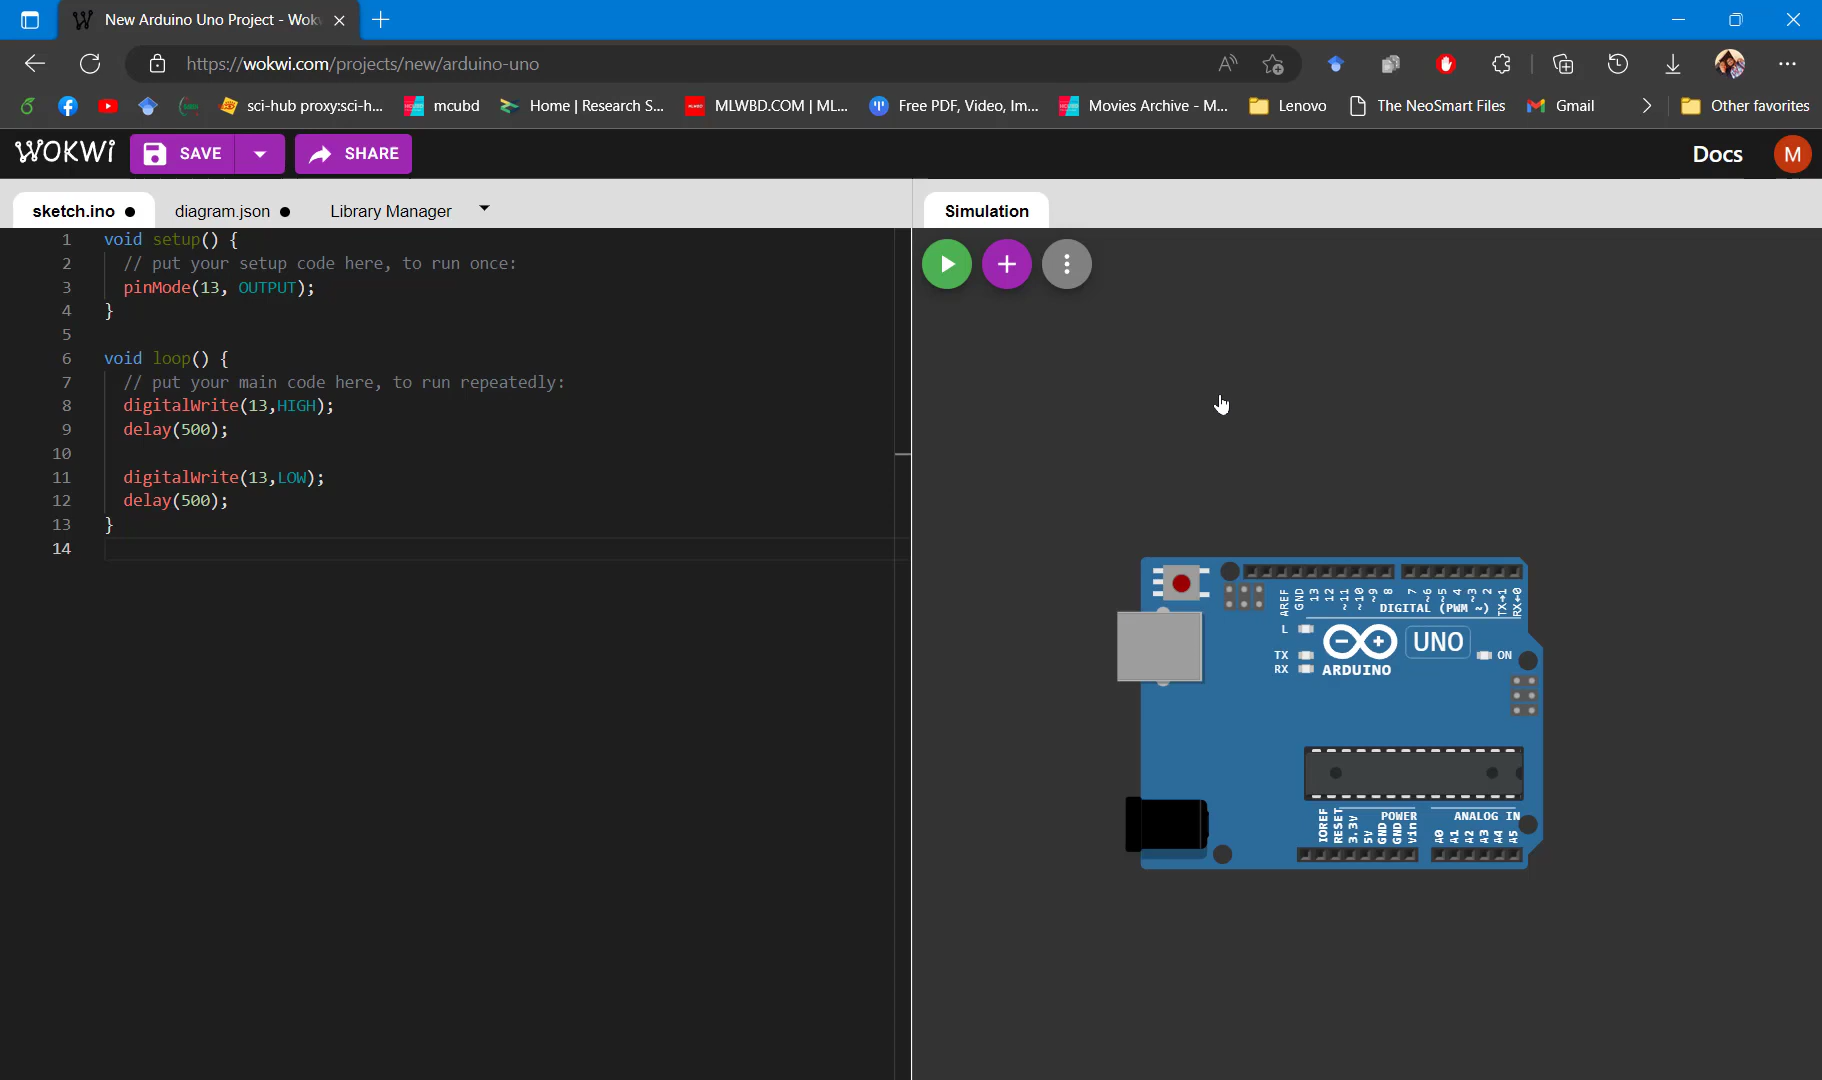 New Arduino Uno Project - Wok
https://wokwi.com/projects/new/arduino-uno
sci-hub proxy:sci-h...
mcubd
Home | Research S...
MLWBD.COM | ML...
Free PDF, Video, Im...
Movies Archive - M...
Lenovo
The NeoSmart Files
Gmail
Other favorites
WOKWI
SAVE
SHARE
Docs
M
sketch.ino
diagram.json
Library Manager
Simulation
1 void setup() {
2 // put your setup code here, to run once:
3 pinMode(13, OUTPUT);
4 }
5
6 void loop() {
7 // put your main code here, to run repeatedly:
8 digitalWrite(13,HIGH);
9 delay(500);
10
11 digitalWrite(13,LOW);
12 delay(500);
13 }
14
AREF GND 13 12 ~11 ~10 ~9 8 7 ~6 ~5 4 ~3 2 TX→1 RX←0
DIGITAL (PWM ~)
L
UNO
TX
ON
RX
ARDUINO
POWER
ANALOG IN
IOREF RESET 3.3V 5V GND GND Vin A0 A1 A2 A3 A4 A5